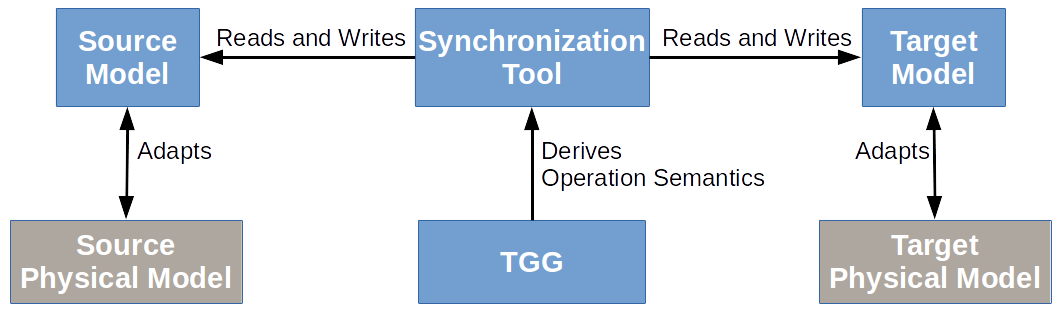 Source
Model
Reads and Writes
Synchronization
Tool
Reads and Writes
Target
Model
Adapts
Derives
Operation Semantics
Adapts
Source
Physical Model
TGG
Target
Physical Model